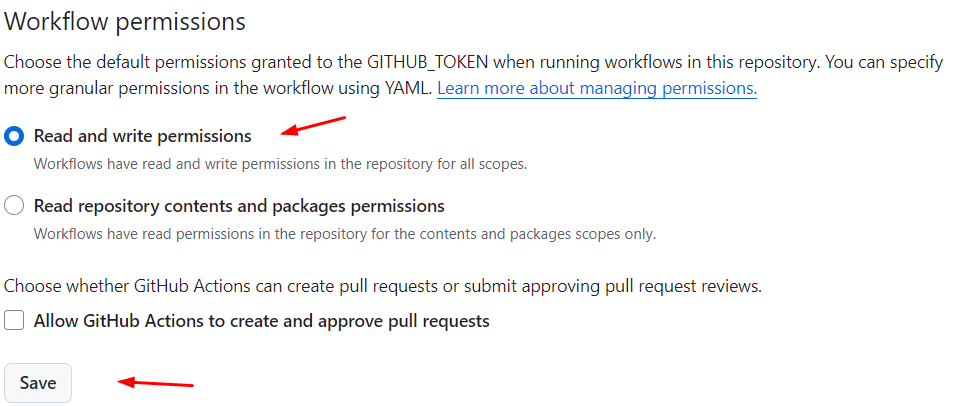 Workflow permissions
Choose the default permissions granted to the GITHUB_TOKEN when running workflows in this repository. You can specify
more granular permissions in the workflow using YAML. Learn more about managing permissions.
Read and write permissions
Workflows have read and write permissions in the repository for all scopes.
Read repository contents and packages permissions
Workflows have read permissions in the repository for the contents and packages scopes only.
Choose whether GitHub Actions can create pull requests or submit approving pull request reviews.
Allow GitHub Actions to create and approve pull requests
Save